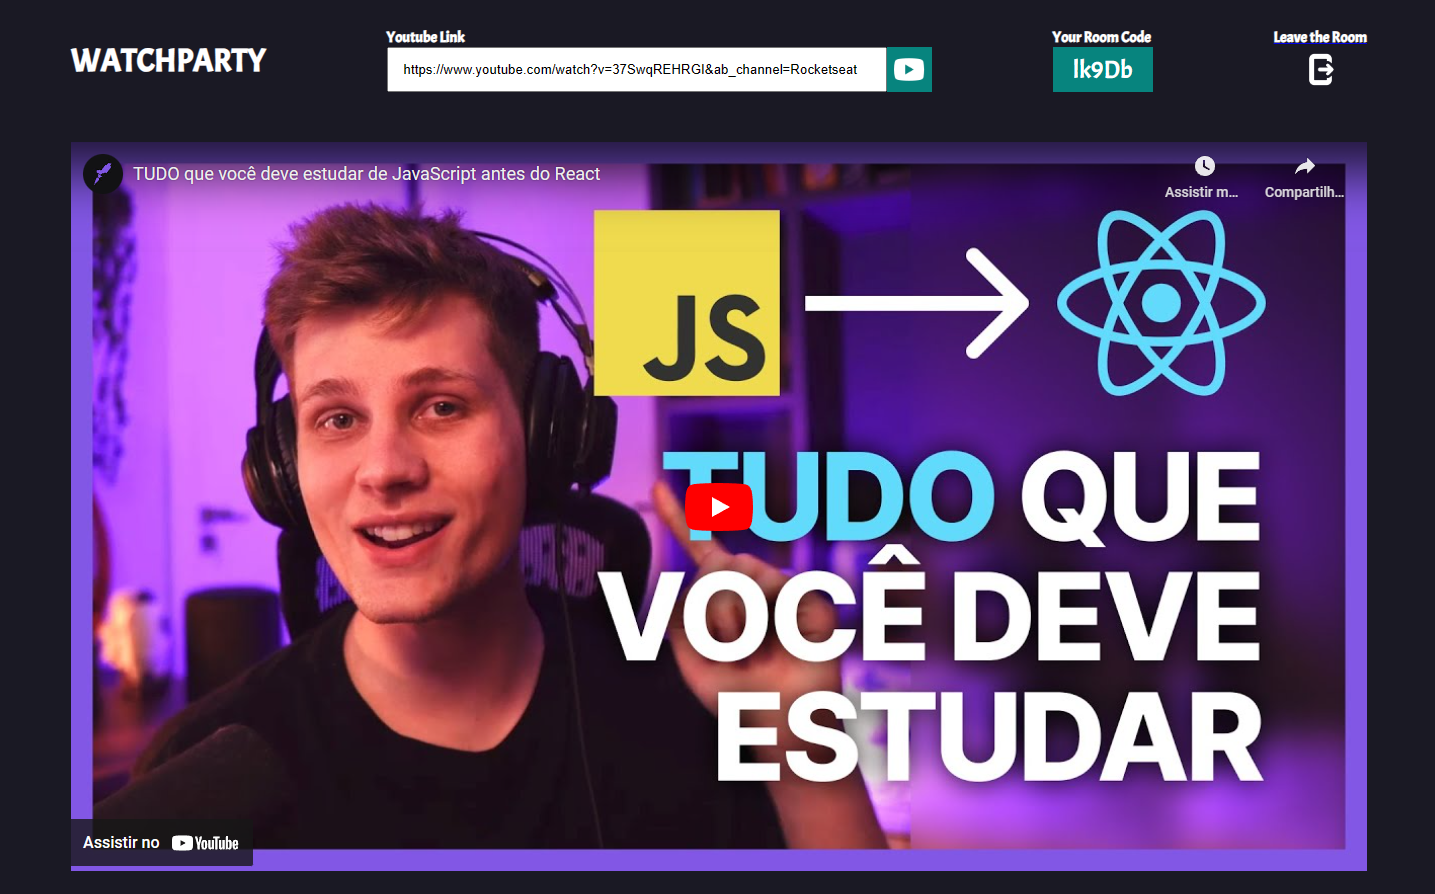 WATCHPARTY
Youtube Link
https://www.youtube.com/watch?v=37SwqREHRGI&ab_channel=Rocketseat
Your Room Code
lk9Db
Leave the Room
TUDO que você deve estudar de JavaScript antes do React
Assistir m...
Compartilh...
JS
TUDO QUE
VOCÊ DEVE
ESTUDAR
Assistir no YouTube